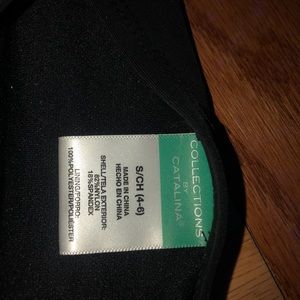 COLLECTIONS
BY
CATALINA®
S/CH (4-6)
MADE IN CHINA
HECHO EN CHINA
SHELL/TELA EXTERIOR:
82%NYLON
18%SPANDEX
LINING/FORRO:
100%POLYESTER/POLIÉSTER